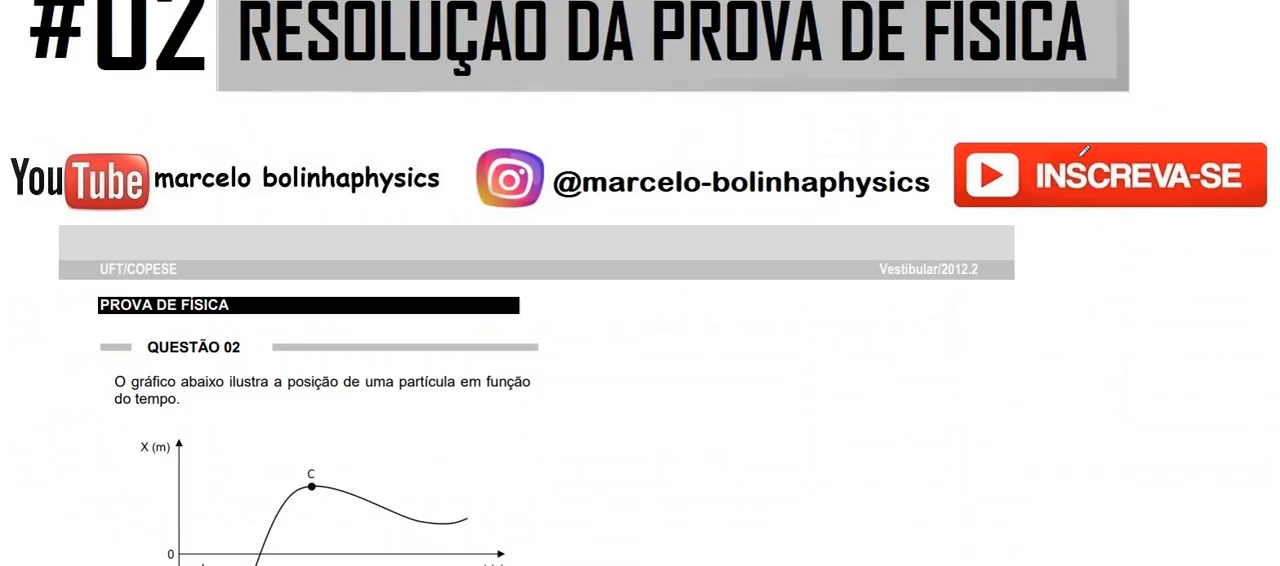 #02 RESOLUÇÃO DA PROVA DE FÍSICA
YouTube marcelo bolinhaphysics @marcelo-bolinhaphysics INSCREVA-SE
UFT/COPESE Vestibular/2012.2
PROVA DE FÍSICA
QUESTÃO 02
O gráfico abaixo ilustra a posição de uma partícula em função
do tempo.
X (m)
C
0